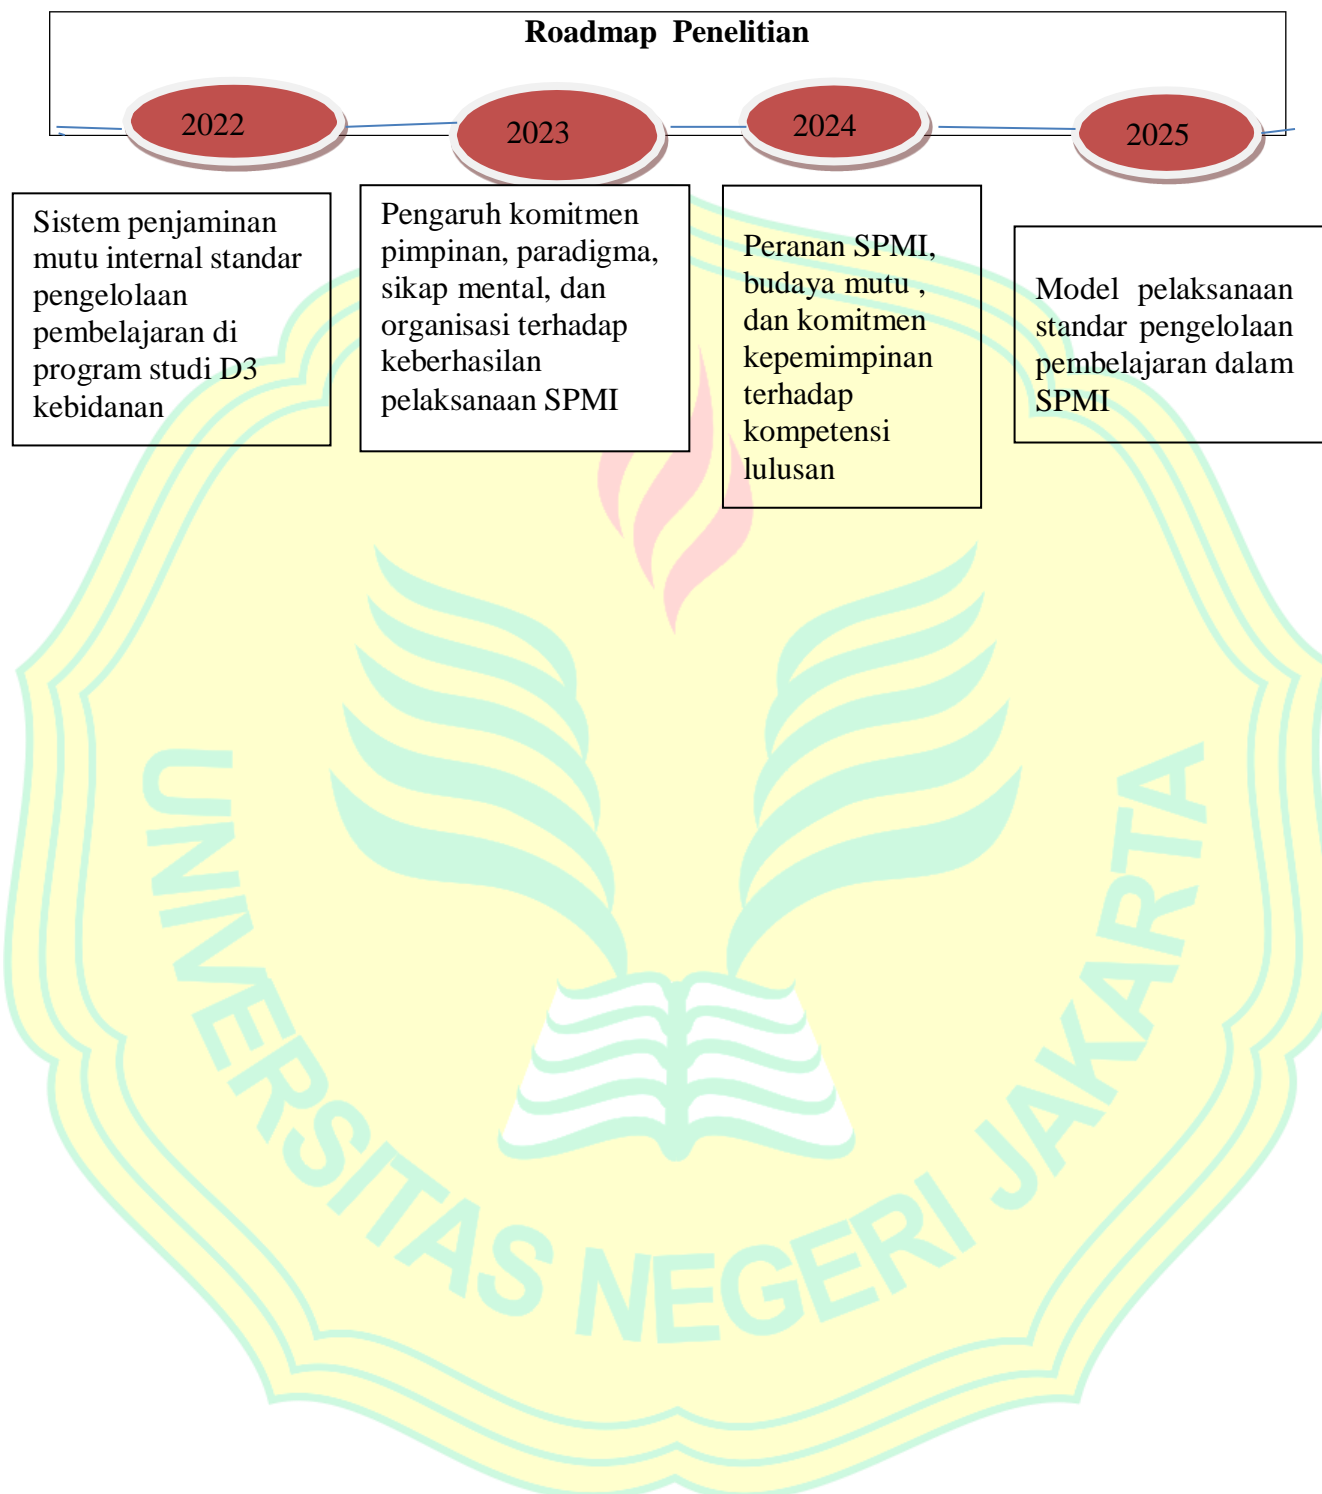 Roadmap Penelitian
2022
2023
2024
2025
Sistem penjaminan
mutu internal standar
pengelolaan
pembelajaran di
program studi D3
kebidanan
Pengaruh komitmen
pimpinan, paradigma,
sikap mental, dan
organisasi terhadap
keberhasilan
pelaksanaan SPMI
Peranan SPMI,
budaya mutu ,
dan komitmen
kepemimpinan
terhadap
kompetensi
lulusan
Model pelaksanaan
standar pengelolaan
pembelajaran dalam
SPMI
UNIVERSITAS NEGERI JAKARTA